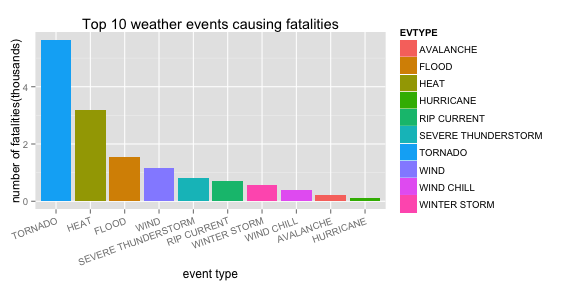 Top 10 weather events causing fatalities
number of fatalities(thousands)
4
2
0
TORNADO
HEAT
FLOOD
WIND
SEVERE THUNDERSTORM
RIP CURRENT
WINTER STORM
WIND CHILL
AVALANCHE
HURRICANE
event type
EVTYPE
AVALANCHE
FLOOD
HEAT
HURRICANE
RIP CURRENT
SEVERE THUNDERSTORM
TORNADO
WIND
WIND CHILL
WINTER STORM